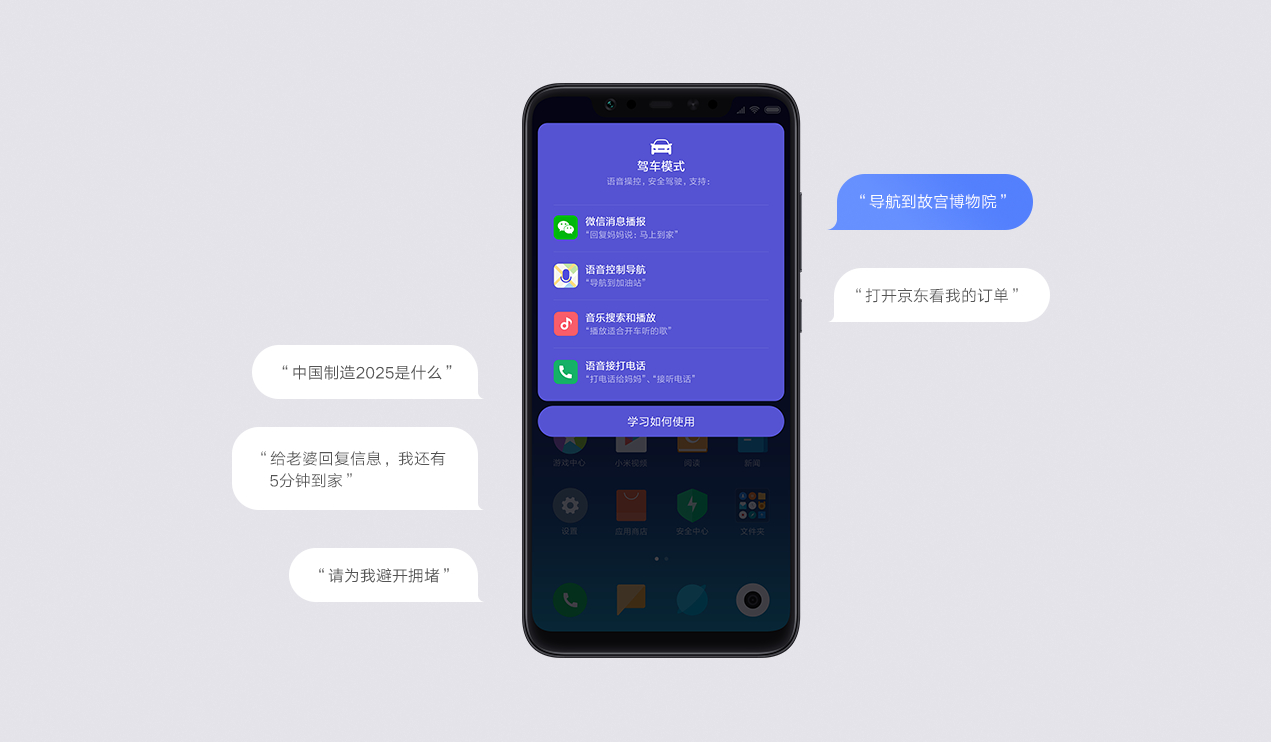 驾车模式
语音操控，安全驾驶，支持：
微信消息播报
“回复妈妈说：马上到家”
语音控制导航
“导航到加油站”
音乐搜索和播放
“播放适合开车听的歌”
语音接打电话
“打电话给妈妈”、“接听电话”
学习如何使用
游戏中心
小米视频
阅读
新闻
设置
应用商店
安全中心
文件夹
“中国制造2025是什么”
“给老婆回复信息，我还有
5分钟到家”
“请为我避开拥堵”
“导航到故宫博物院”
“打开京东看我的订单”